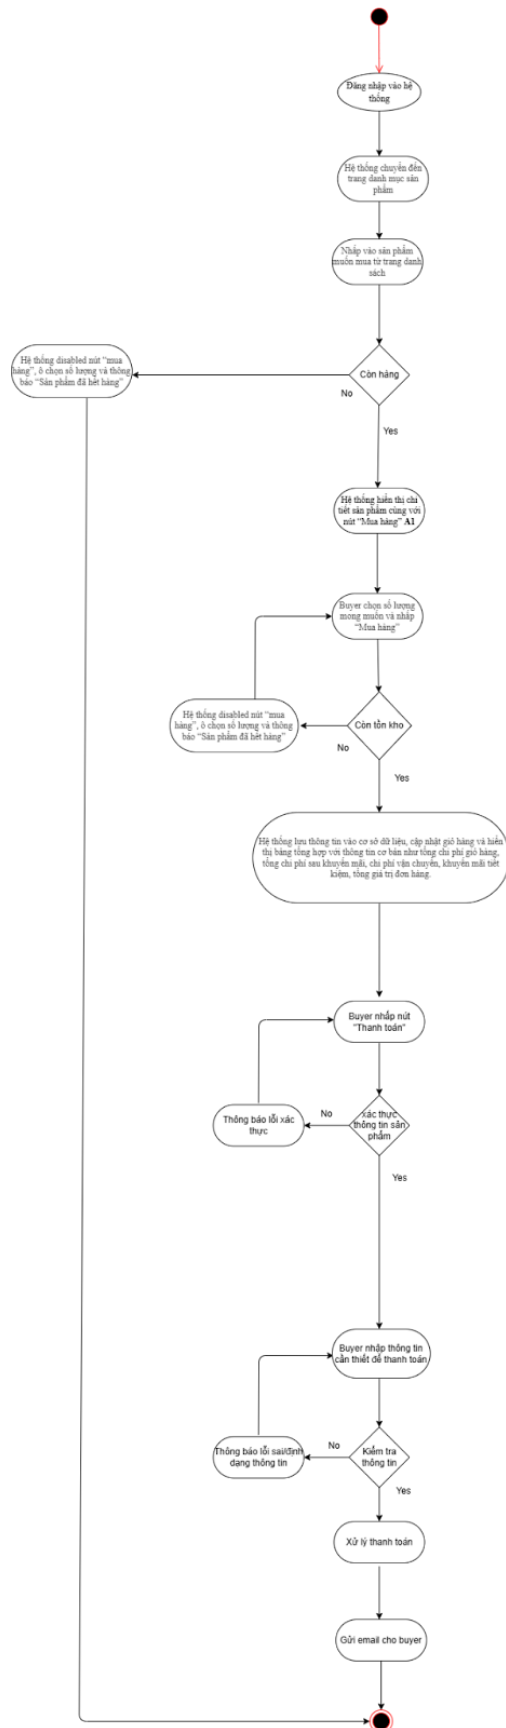 Đăng nhập vào hệ
thống
Hệ thống chuyển đến
trang danh mục sản
phẩm
Nhấp vào sản phẩm
muốn mua từ trang danh
sách
Còn hàng
No
Yes
Hệ thống disabled nút “mua
hàng”, ô chọn số lượng và thông
báo “Sản phẩm đã hết hàng”
Hệ thống hiển thị chi
tiết sản phẩm cùng với
nút “Mua hàng” A1
Buyer chọn số lượng
mong muốn và nhấp
“Mua hàng”
Còn tồn kho
No
Yes
Hệ thống disabled nút “mua
hàng”, ô chọn số lượng và thông
báo “Sản phẩm đã hết hàng”
Hệ thống lưu thông tin vào cơ sở dữ liệu, cập nhật giỏ hàng và hiển
thị bảng tổng hợp với thông tin cơ bản như tổng chi phí giỏ hàng,
tổng chi phí sau khuyến mãi, chi phí vận chuyển, khuyến mãi tiết
kiệm, tổng giá trị đơn hàng.
Buyer nhấp nút
"Thanh toán"
xác thực
thông tin sản
phẩm
No
Yes
Thông báo lỗi xác
thực
Buyer nhập thông tin
cần thiết để thanh toán
Kiểm tra
thông tin
No
Yes
Thông báo lỗi sai/định
dạng thông tin
Xử lý thanh toán
Gửi email cho buyer